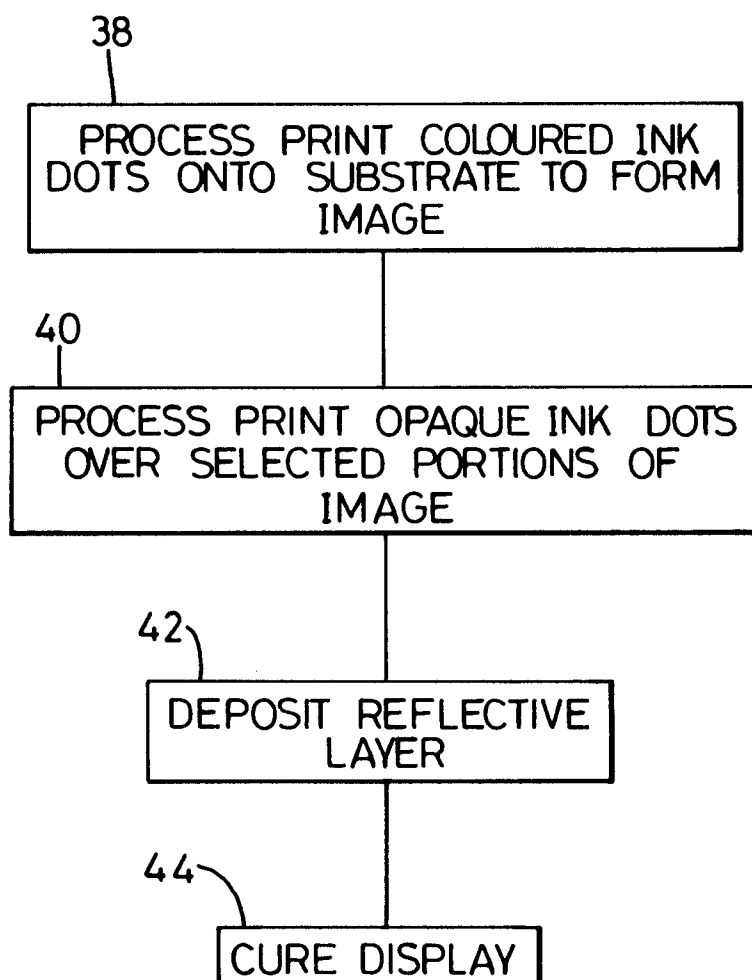 38
PROCESS PRINT COLOURED INK
DOTS ONTO SUBSTRATE TO FORM
IMAGE
40
PROCESS PRINT OPAQUE INK DOTS
OVER SELECTED PORTIONS OF
IMAGE
42
DEPOSIT REFLECTIVE
LAYER
44
CURE DISPLAY